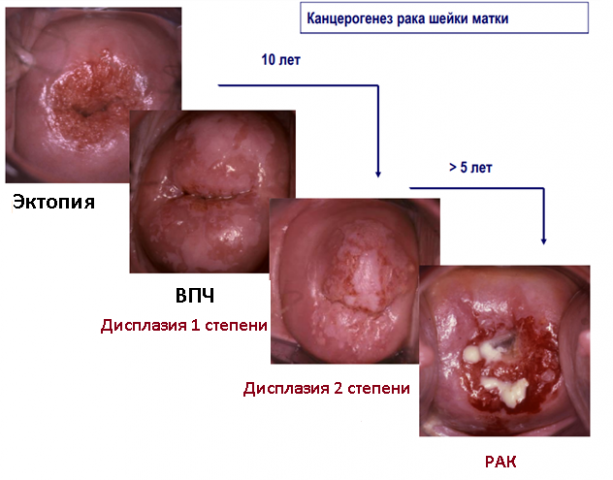 Канцерогенез рака шейки матки
10 лет
> 5 лет
Эктопия
ВПЧ
Дисплазия 1 степени
Дисплазия 2 степени
РАК